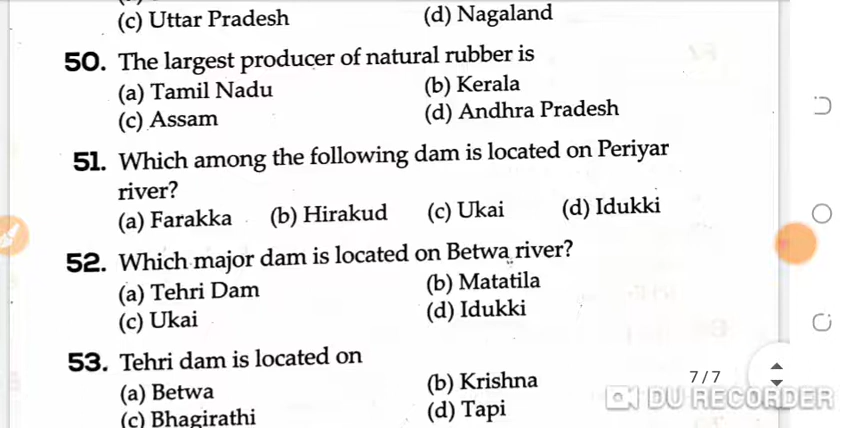 (c) Uttar Pradesh (d) Nagaland
50. The largest producer of natural rubber is
(a) Tamil Nadu (b) Kerala
(c) Assam (d) Andhra Pradesh
51. Which among the following dam is located on Periyar
river?
(a) Farakka (b) Hirakud (c) Ukai (d) Idukki
52. Which major dam is located on Betwa river?
(a) Tehri Dam (b) Matatila
(c) Ukai (d) Idukki
53. Tehri dam is located on
(a) Betwa (b) Krishna
(c) Bhagirathi (d) Tapi
7/7
DU RECORDER